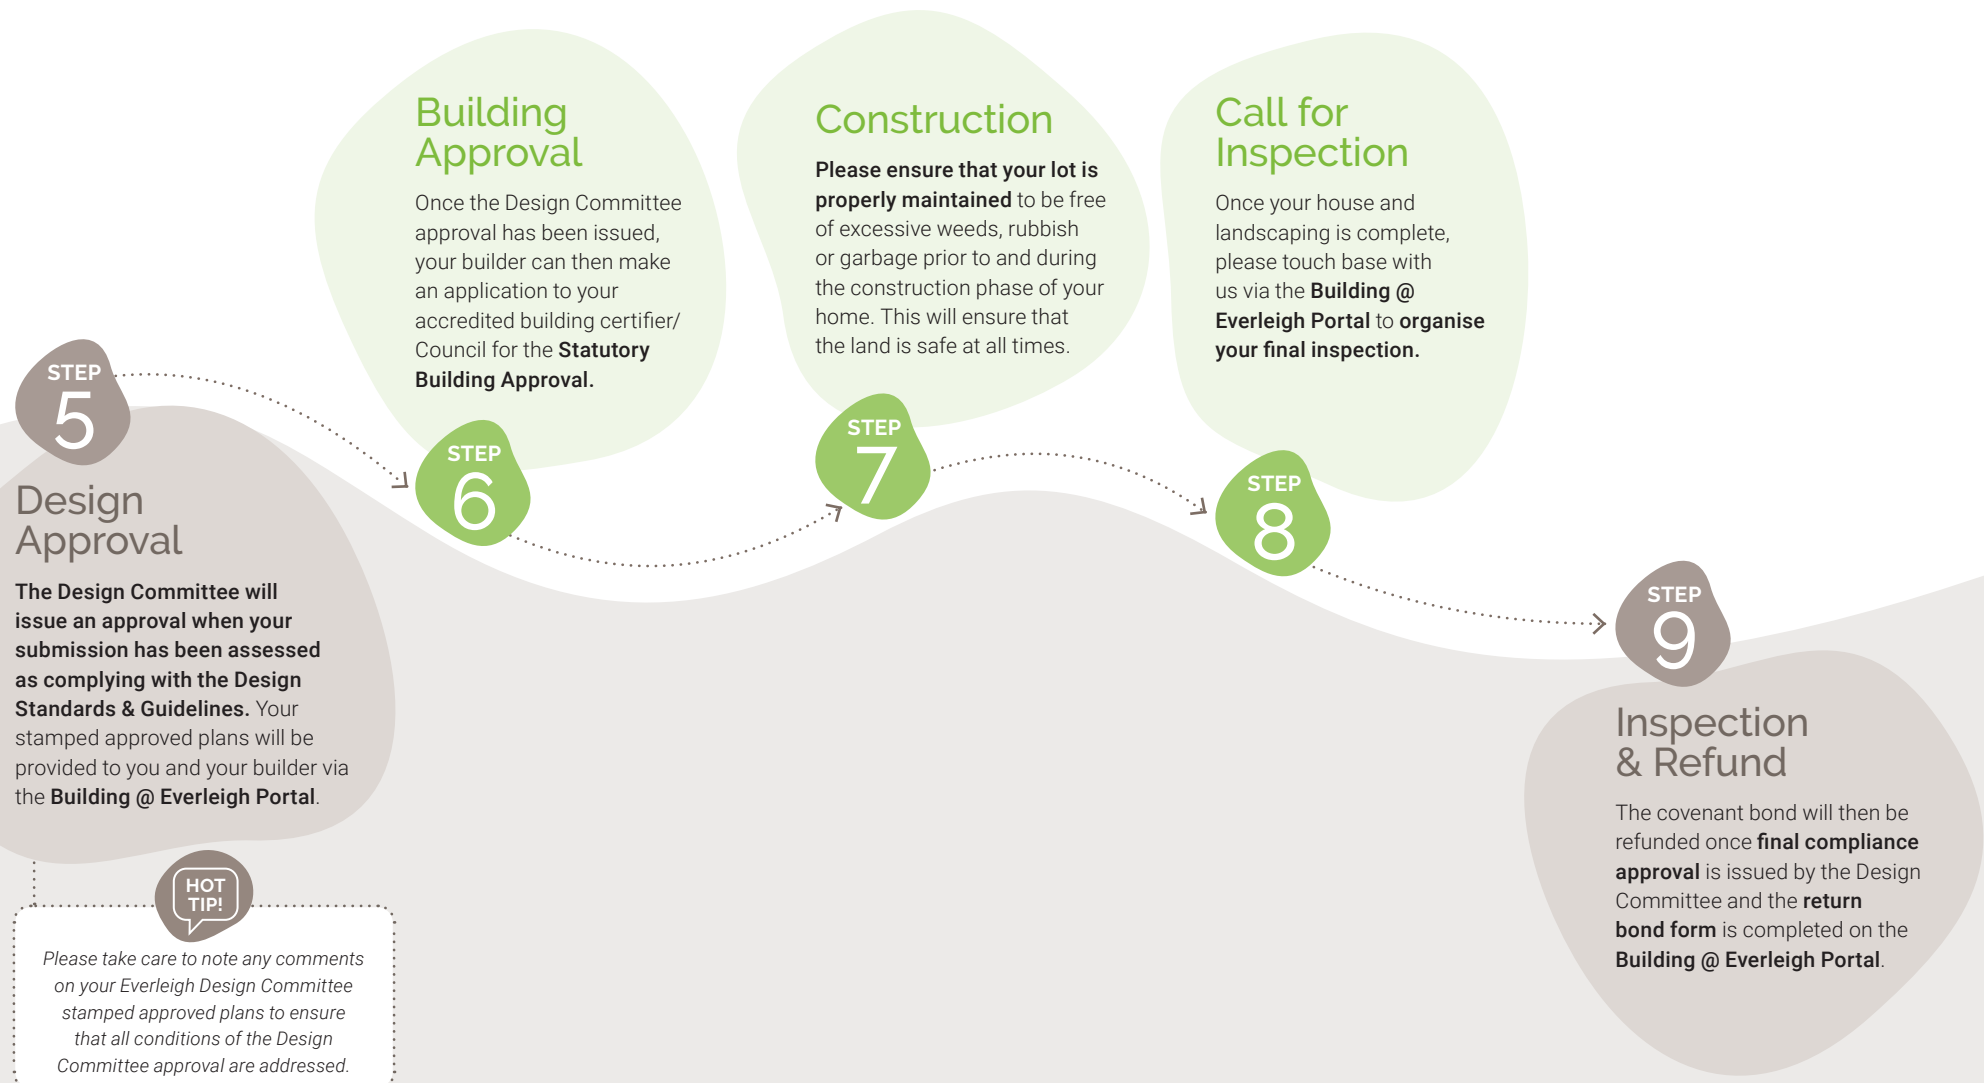 STEP
5
Design
Approval
The Design Committee will
issue an approval when your
submission has been assessed
as complying with the Design
Standards & Guidelines. Your
stamped approved plans will be
provided to you and your builder via
the Building @ Everleigh Portal.
HOT
TIP!
Please take care to note any comments
on your Everleigh Design Committee
stamped approved plans to ensure
that all conditions of the Design
Committee approval are addressed.
Building
Approval
Once the Design Committee
approval has been issued,
your builder can then make
an application to your
accredited building certifier/
Council for the Statutory
Building Approval.
STEP
6
Construction
Please ensure that your lot is
properly maintained to be free
of excessive weeds, rubbish
or garbage prior to and during
the construction phase of your
home. This will ensure that
the land is safe at all times.
STEP
7
Call for
Inspection
Once your house and
landscaping is complete,
please touch base with
us via the Building @
Everleigh Portal to organise
your final inspection.
STEP
8
STEP
9
Inspection
& Refund
The covenant bond will then be
refunded once final compliance
approval is issued by the Design
Committee and the return
bond form is completed on the
Building @ Everleigh Portal.